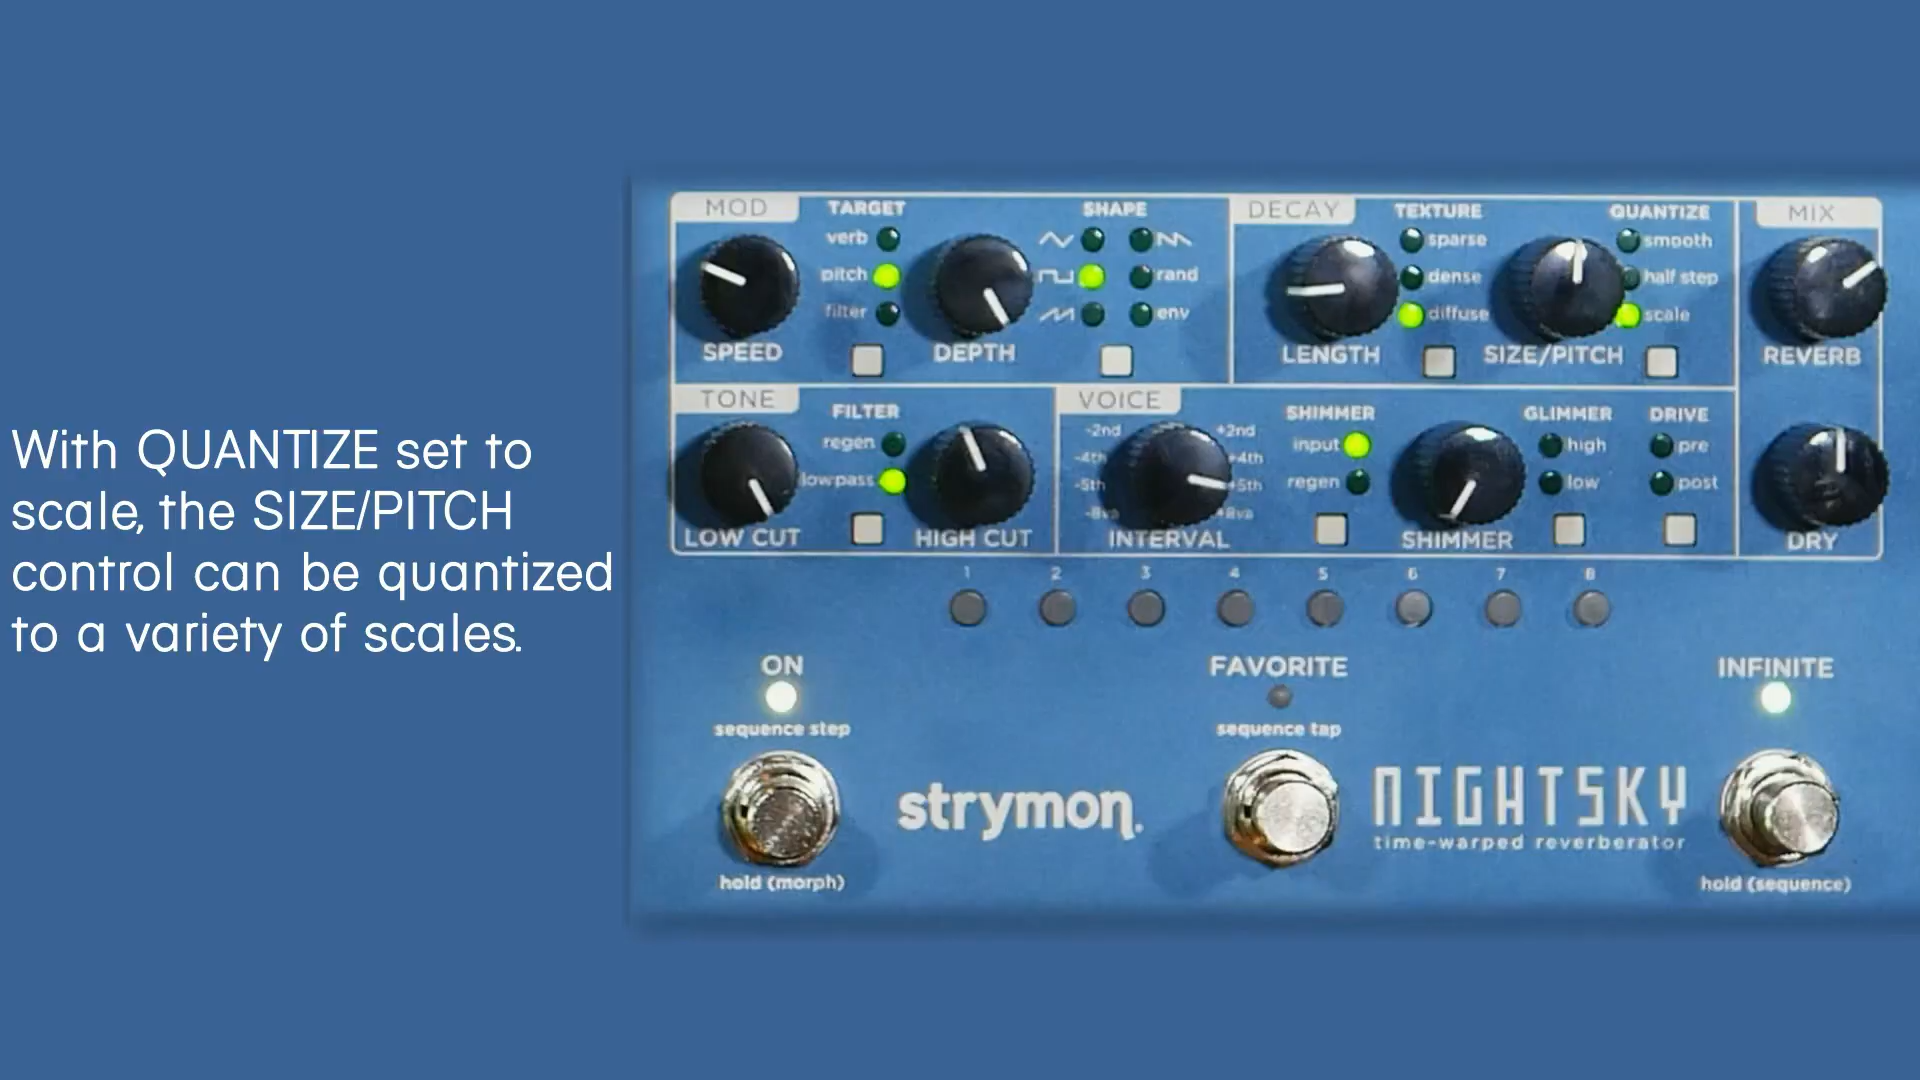 With QUANTIZE set to
scale, the SIZE/PITCH
control can be quantized
to a variety of scales.
MOD
TARGET
verb
pitch
filter
SPEED
DEPTH
SHAPE
rand
env
DECAY
TEXTURE
sparse
dense
diffuse
LENGTH
SIZE/PITCH
QUANTIZE
smooth
half step
scale
MIX
REVERB
DRY
TONE
FILTER
regen
lowpass
LOW CUT
HIGH CUT
VOICE
-2nd
-4th
-5th
-8va
+2nd
+4th
+5th
+8va
INTERVAL
SHIMMER
input
regen
SHIMMER
GLIMMER
high
low
DRIVE
pre
post
1 2 3 4 5 6 7 8
ON
sequence step
hold (morph)
strymon.
FAVORITE
sequence tap
NIGHTSKY
time-warped reverberator
INFINITE
hold (sequence)